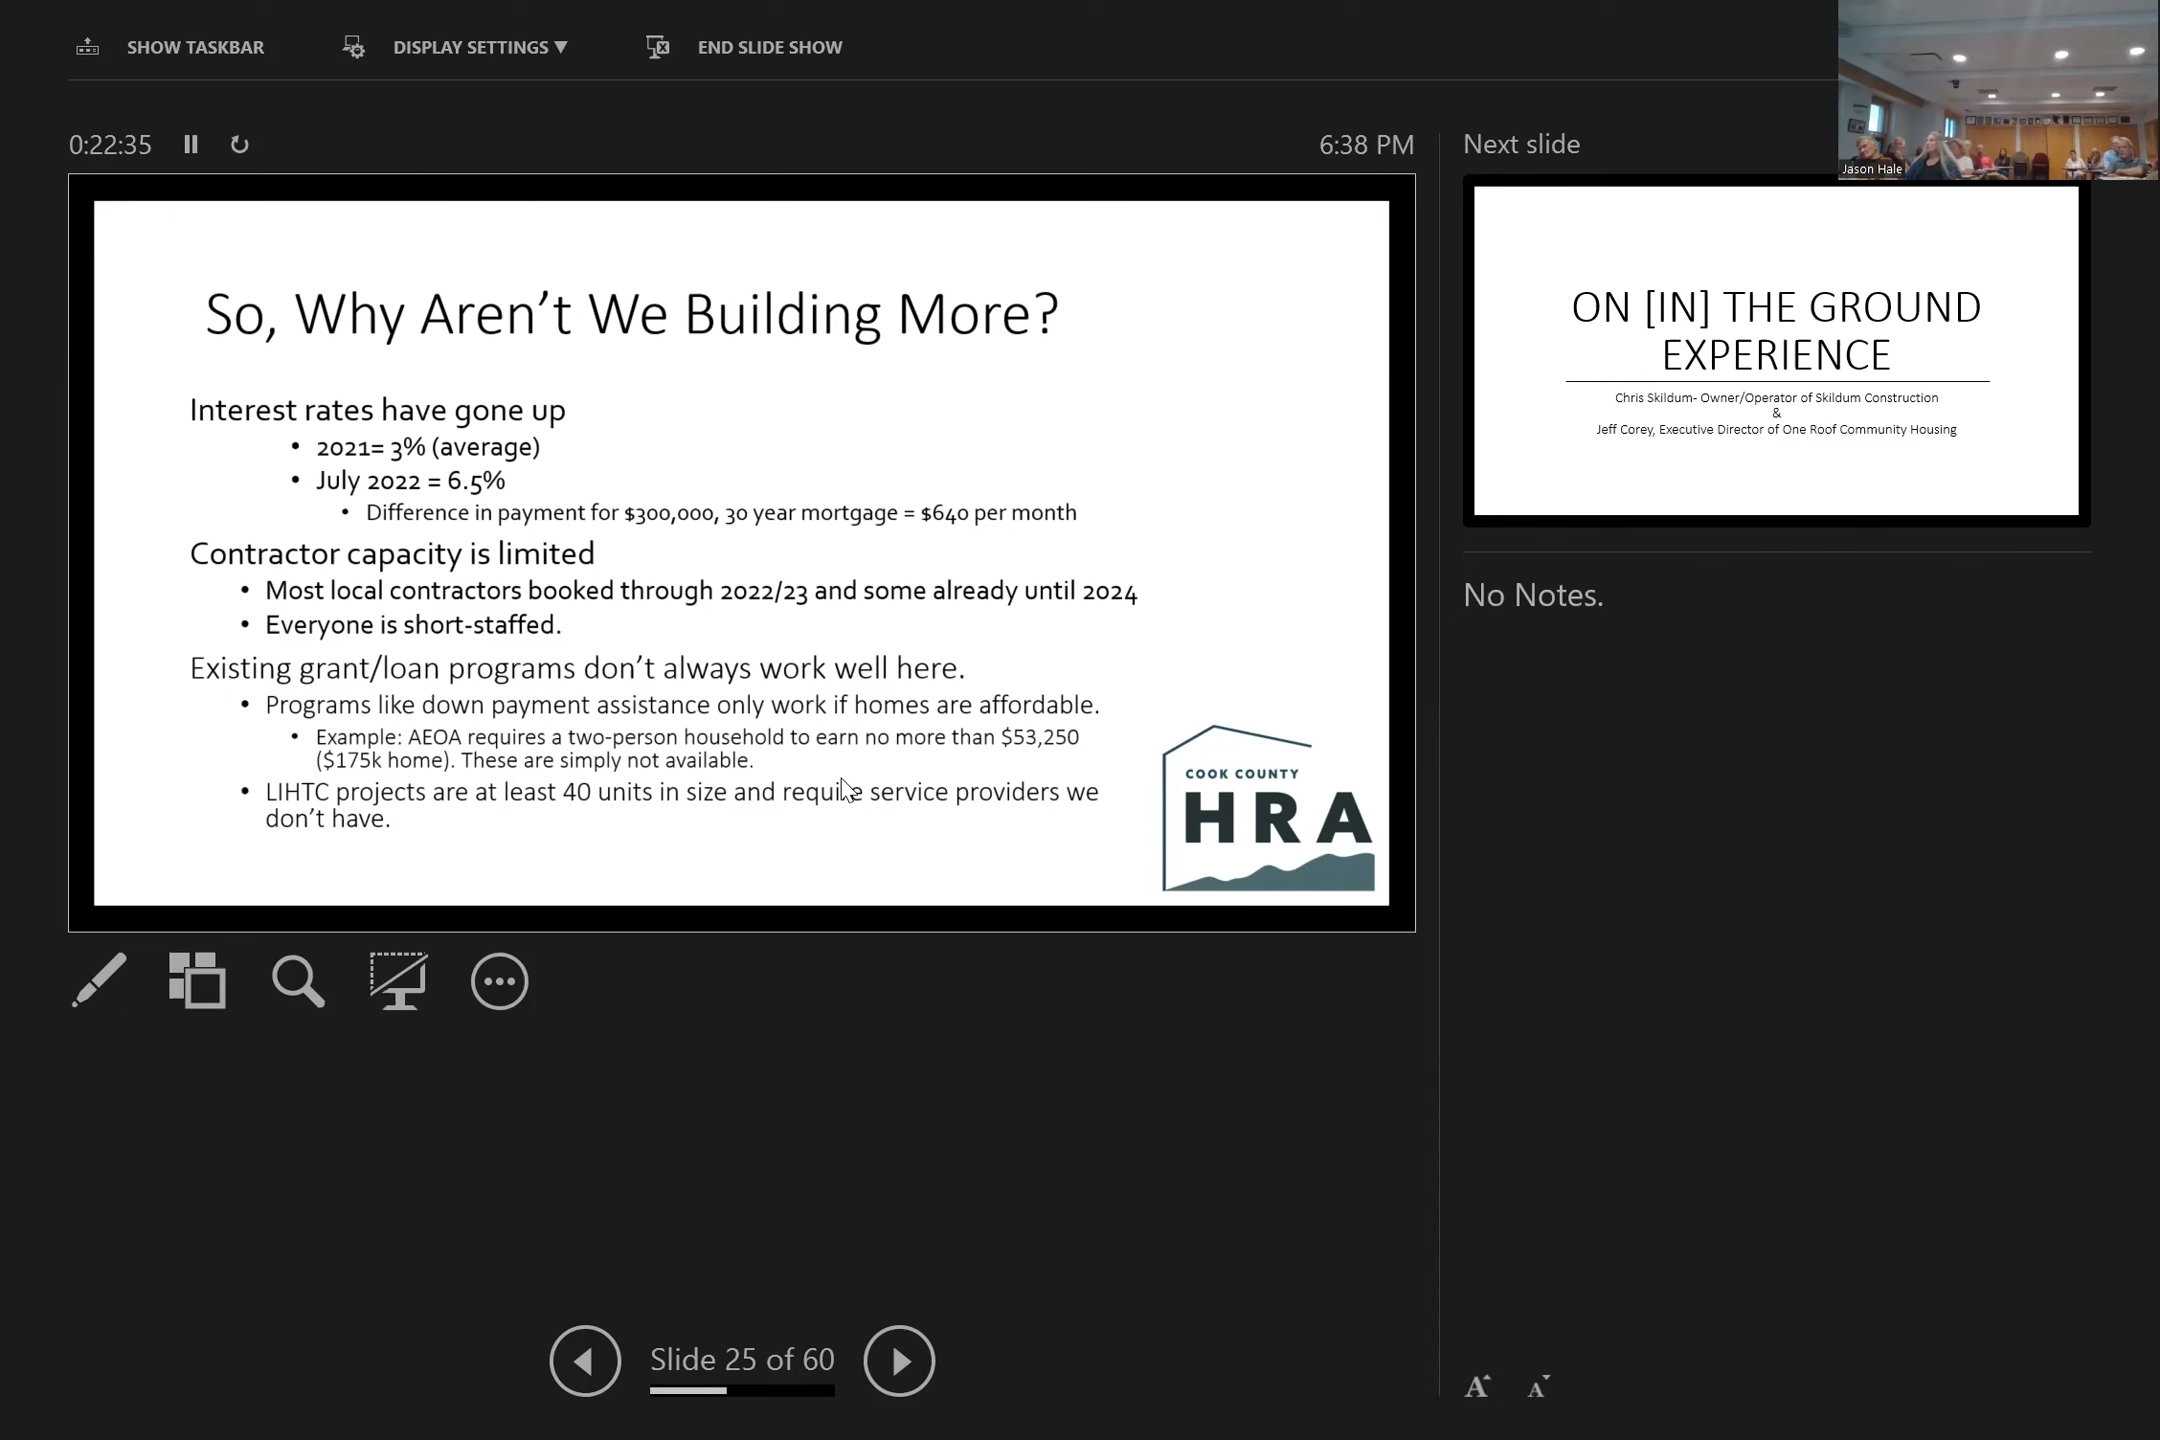 SHOW TASKBAR
DISPLAY SETTINGS ▼
END SLIDE SHOW
0:22:35
6:38 PM
Next slide
Jason Hale
So, Why Aren’t We Building More?
Interest rates have gone up
• 2021= 3% (average)
• July 2022 = 6.5%
• Difference in payment for $300,000, 30 year mortgage = $640 per month
Contractor capacity is limited
• Most local contractors booked through 2022/23 and some already until 2024
• Everyone is short-staffed.
Existing grant/loan programs don’t always work well here.
• Programs like down payment assistance only work if homes are affordable.
• Example: AEOA requires a two-person household to earn no more than $53,250
($175k home). These are simply not available.
• LIHTC projects are at least 40 units in size and require service providers we
don’t have.
COOK COUNTY
HRA
ON [IN] THE GROUND
EXPERIENCE
Chris Skildum- Owner/Operator of Skildum Construction
&
Jeff Corey, Executive Director of One Roof Community Housing
No Notes.
Slide 25 of 60
A A